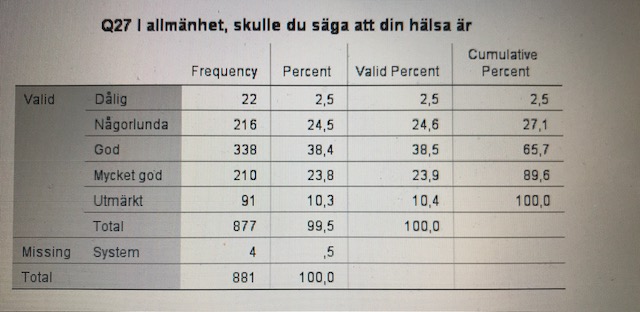 Q27 I allmänhet, skulle du säga att din hälsa är
Frequency Percent Valid Percent Cumulative Percent
Valid Dålig 22 2,5 2,5 2,5
Någorlunda 216 24,5 24,6 27,1
God 338 38,4 38,5 65,7
Mycket god 210 23,8 23,9 89,6
Utmärkt 91 10,3 10,4 100,0
Total 877 99,5 100,0
Missing System 4 ,5
Total 881 100,0